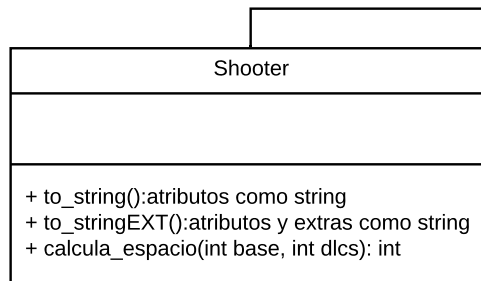 Shooter
+ to_string():atributos como string
+ to_stringEXT():atributos y extras como string
+ calcula_espacio(int base, int dlcs): int